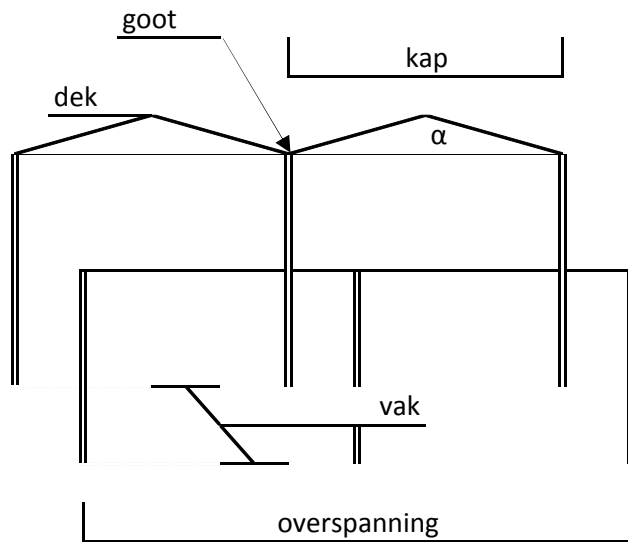 goot
kap
dek
α
vak
overspanning